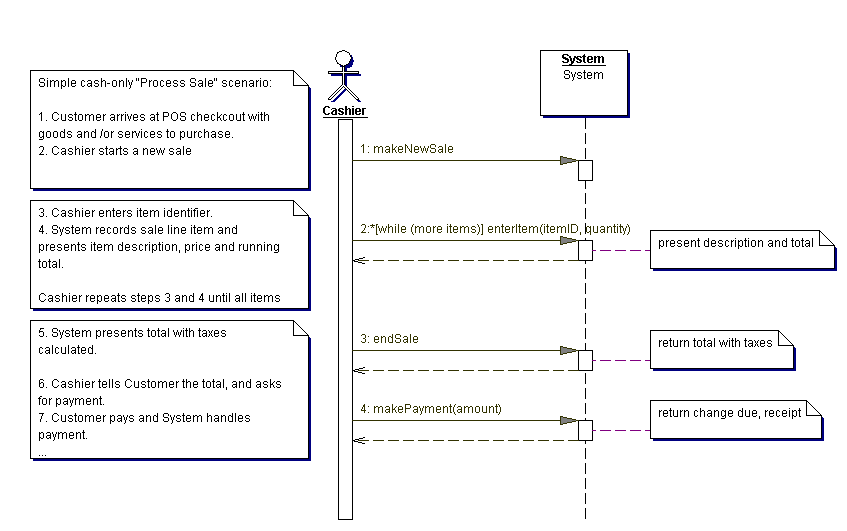 Simple cash-only "Process Sale" scenario:
1. Customer arrives at POS checkcout with
goods and /or services to purchase.
2. Cashier starts a new sale
3. Cashier enters item identifier.
4. System records sale line item and
presents item description, price and running
total.
Cashier repeats steps 3 and 4 until all items
5. System presents total with taxes
calculated.
6. Cashier tells Customer the total, and asks
for payment.
7. Customer pays and System handles
payment.
...
Cashier
System
System
1: makeNewSale
2:*[while (more items)] enterItem(itemID, quantity)
present description and total
3: endSale
return total with taxes
4: makePayment(amount)
return change due, receipt